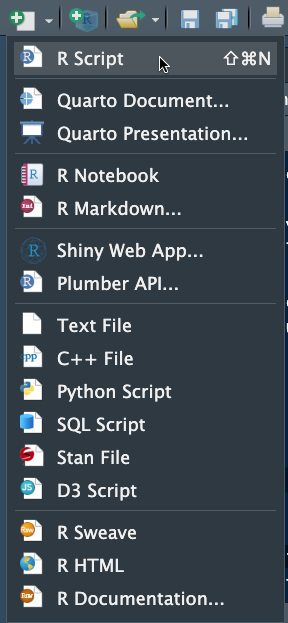 R Script ⇧⌘N
Quarto Document...
Quarto Presentation...
R Notebook
R Markdown...
Shiny Web App...
Plumber API...
Text File
C++ File
Python Script
SQL Script
Stan File
D3 Script
R Sweave
R HTML
R Documentation...